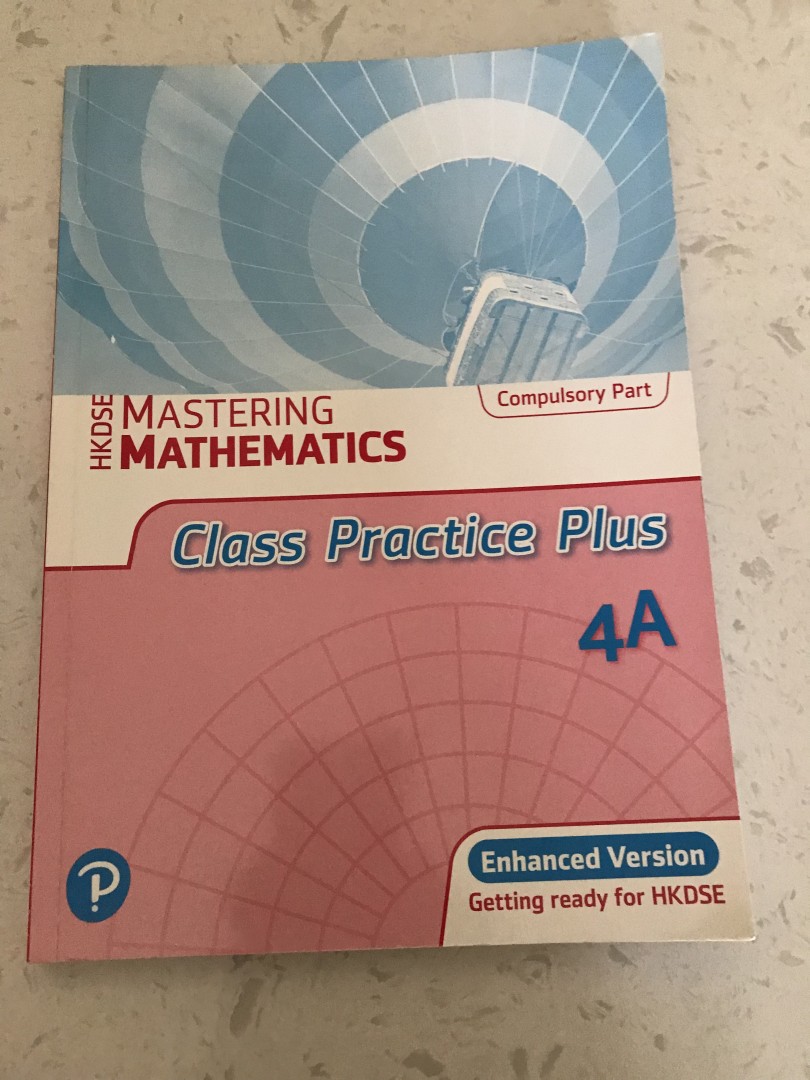 Compulsory Part
HKDSE
MASTERING
MATHEMATICS
Class Practice Plus
4A
Enhanced Version
Getting ready for HKDSE